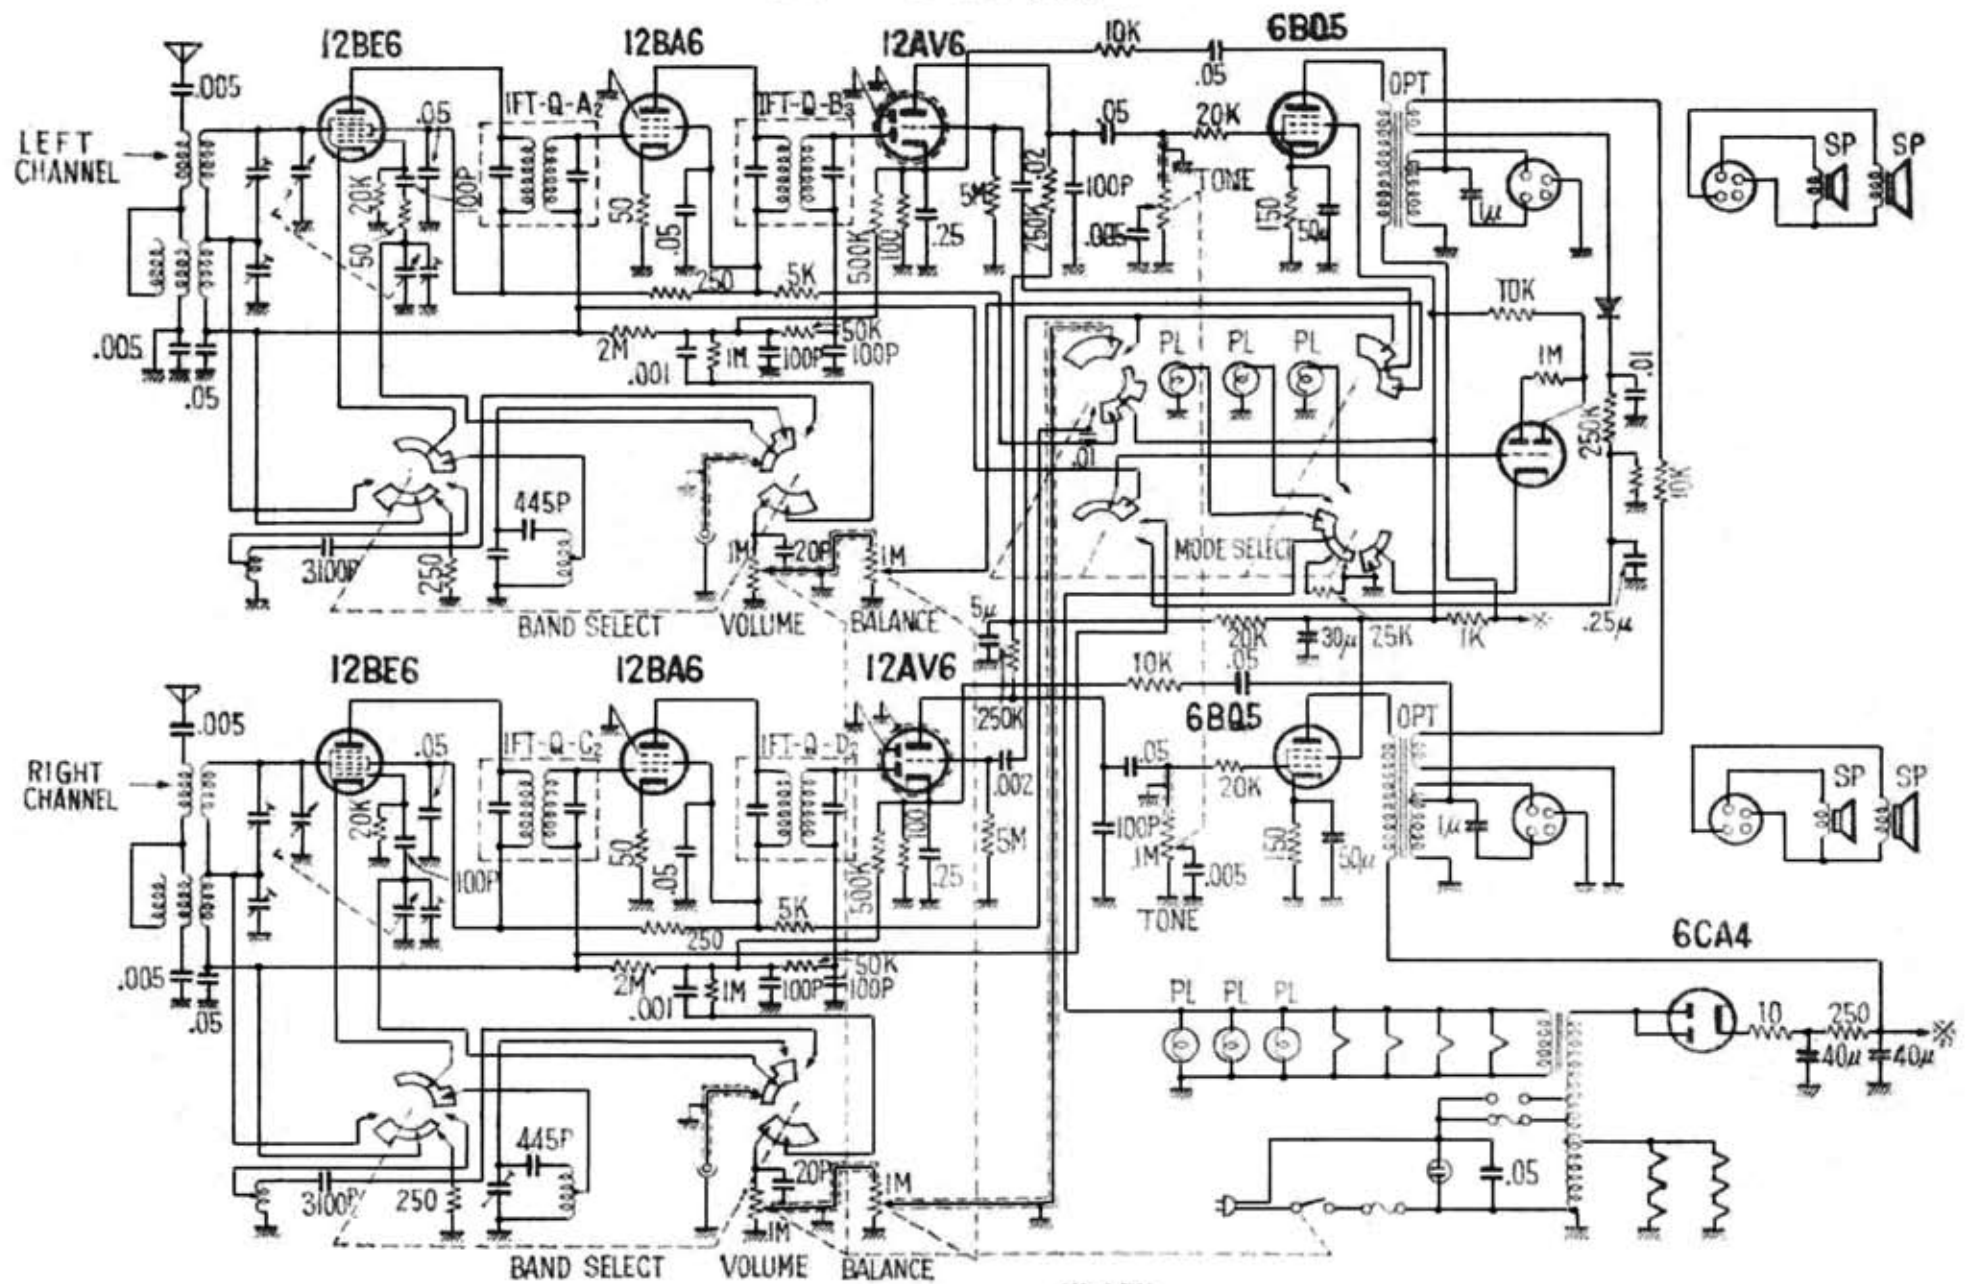 12BE6
12BA6
12AV6
10K
.05
6BQ5
.005
IFT-Q-A2
IFT-Q-B3
OPT
.05
.05
20K
SP
SP
LEFT
CHANNEL
20K
100P
50
.05
500K
100
.25
5M
.02
250K
100P
TONE
.005
150
50μ
1μ
50
250
5K
10K
.005
.05
2M
.001
1M
100P
50K
100P
PL
PL
PL
1M
.01
250K
.01
10K
445P
3100P
250
1M
20P
1M
MODE SELECT
BAND SELECT
VOLUME
BALANCE
5μ
20K
30μ
25K
1K
※
.25μ
12BE6
12BA6
12AV6
10K
.05
250K
6BQ5
OPT
.005
IFT-Q-C2
IFT-Q-D
.05
.05
.002
20K
SP
SP
RIGHT
CHANNEL
20K
100P
50
.05
500K
100
.25
5M
100P
1M
.005
TONE
150
50μ
1μ
250
5K
6CA4
.005
.05
2M
.001
1M
100P
50K
100P
PL
PL
PL
10
250
※
40μ
40μ
445P
3100P
250
20P
1M
1M
.05
BAND SELECT
VOLUME
BALANCE